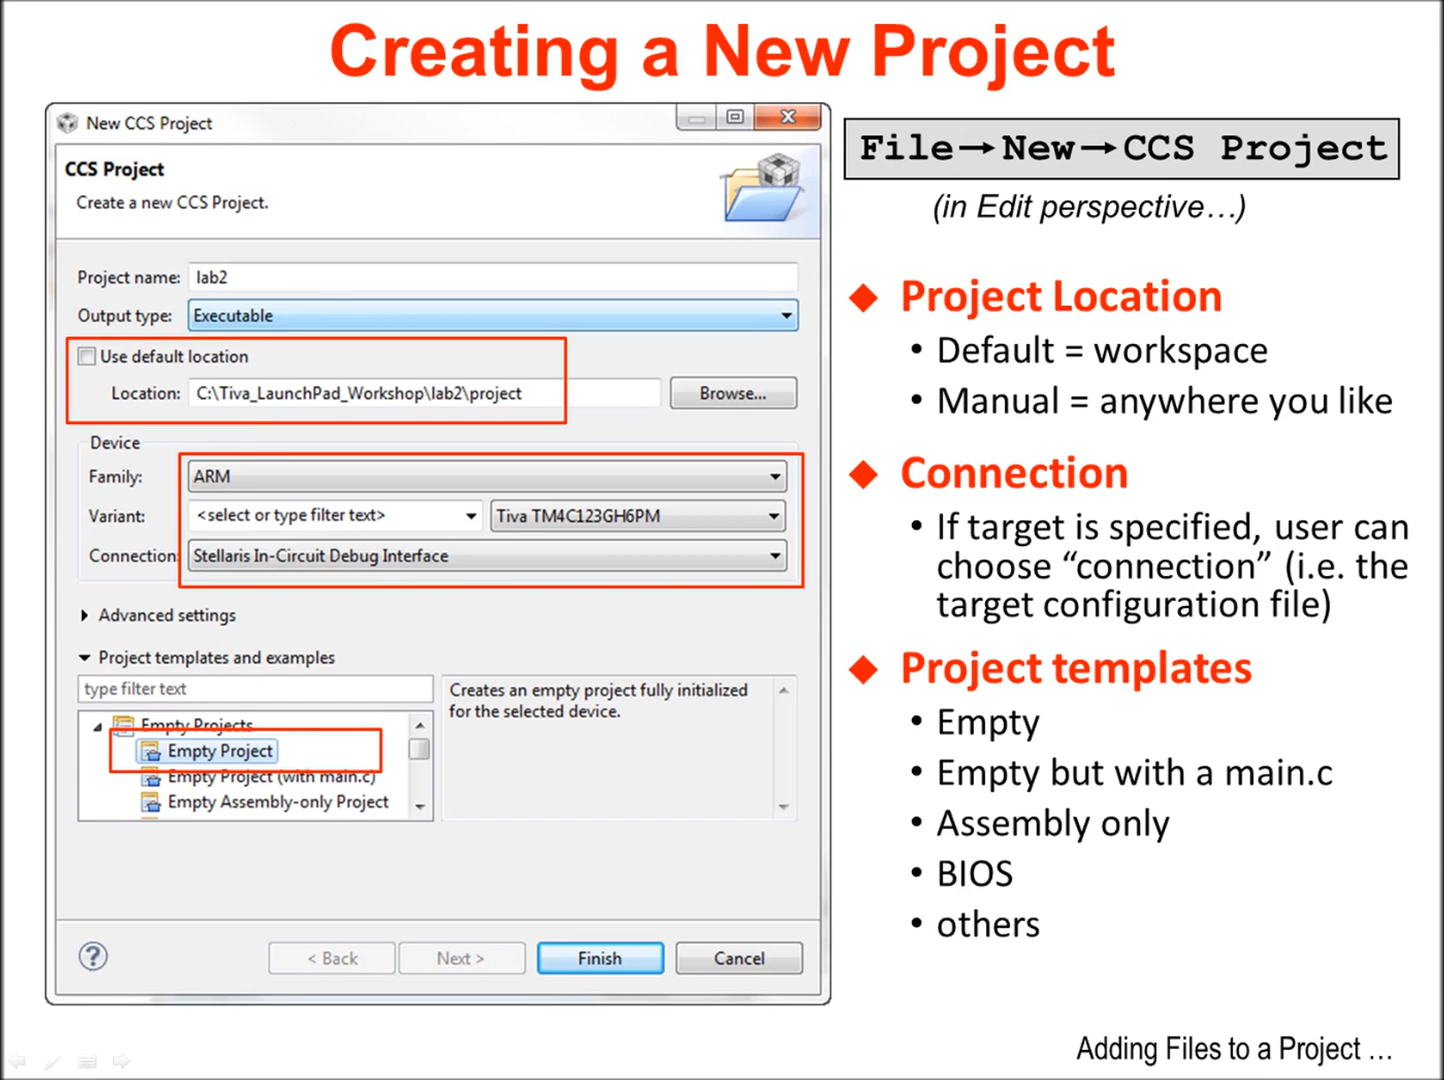 Creating a New Project
New CCS Project
CCS Project
Create a new CCS Project.
Project name: lab2
Output type: Executable
Use default location
Location: C:\Tiva_LaunchPad_Workshop\lab2\project Browse...
Device
Family: ARM
Variant: <select or type filter text> Tiva TM4C123GH6PM
Connection: Stellaris In-Circuit Debug Interface
Advanced settings
Project templates and examples
type filter text
Empty Projects
Empty Project
Empty Project (with main.c)
Empty Assembly-only Project
Creates an empty project fully initialized
for the selected device.
? < Back Next > Finish Cancel
File→New→CCS Project
(in Edit perspective…)
◆ Project Location
• Default = workspace
• Manual = anywhere you like
◆ Connection
• If target is specified, user can
choose “connection” (i.e. the
target configuration file)
◆ Project templates
• Empty
• Empty but with a main.c
• Assembly only
• BIOS
• others
Adding Files to a Project …